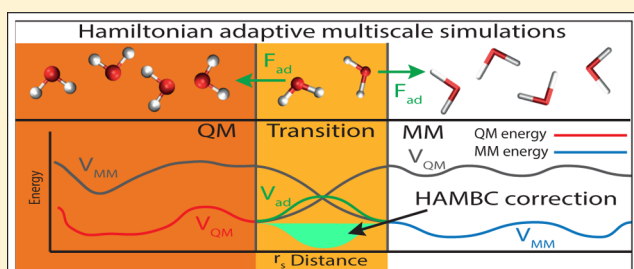 Hamiltonian adaptive multiscale simulations
F_ad
F_ad
QM
Transition
MM
QM energy
MM energy
Energy
V_MM
V_QM
V_ad
V_QM
HAMBC correction
V_MM
r_s Distance